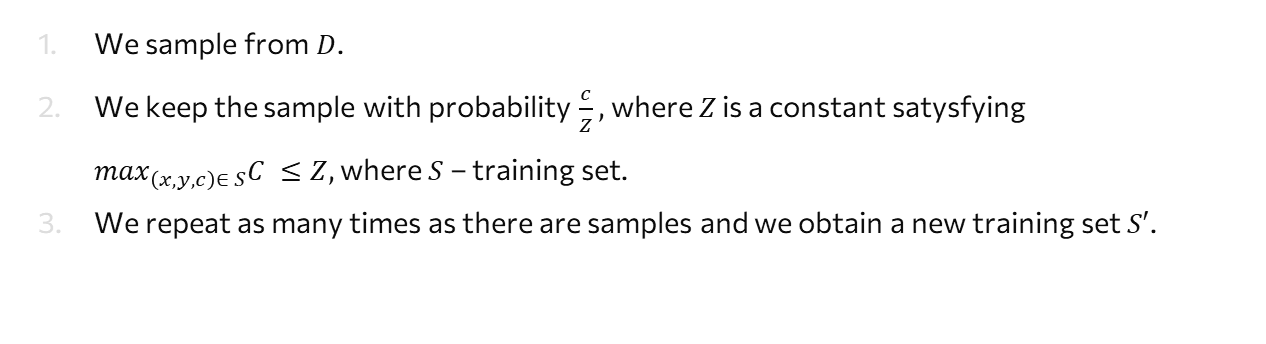 1. We sample from D.
2. We keep the sample with probability c/Z, where Z is a constant satysfying
max(x,y,c)∈ S C ≤ Z, where S – training set.
3. We repeat as many times as there are samples and we obtain a new training set S′.